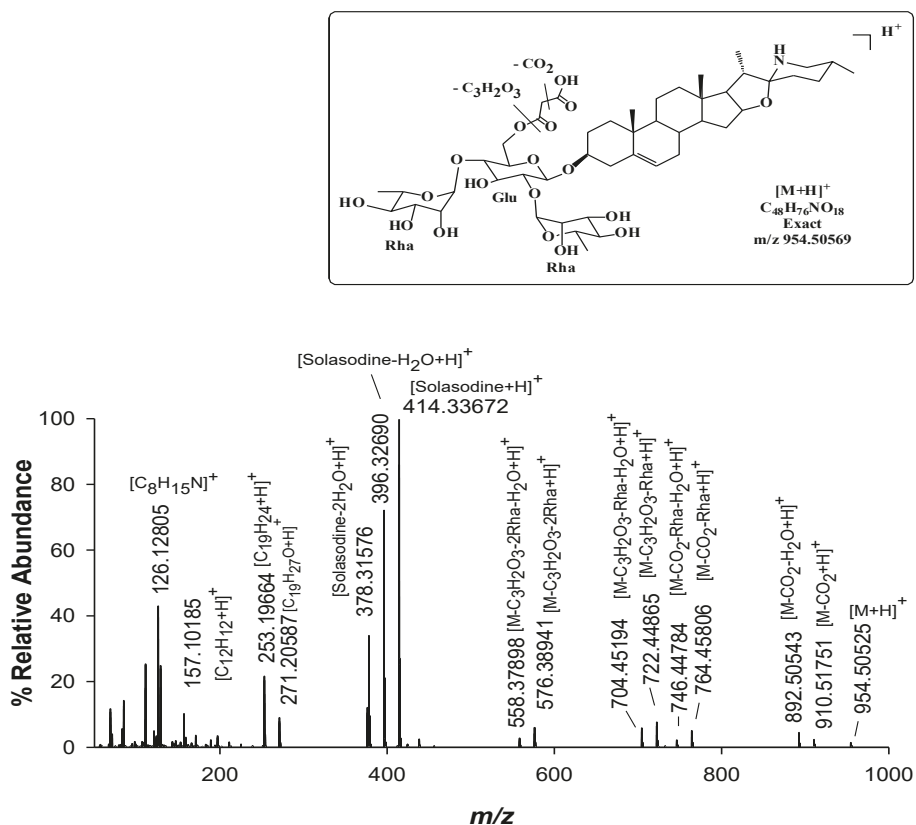 H+
- CO2
- C3H2O3
OH
O
O
O
HN
O
O
O
O
HO
O
HO
HO
OH
Rha
HO
Glu
O
O
OH
OH
OH
Rha
[M+H]+
C48H76NO18
Exact
m/z 954.50569
% Relative Abundance
100
80
60
40
20
0
200
400
600
800
1000
m/z
[C8H15N]+
126.12805
157.10185
[C12H12+H]+
253.19664 [C19H24+H]+
271.20587 [C19H27O+H]+
[Solasodine-2H2O+H]+
378.31576
[Solasodine-H2O+H]+
396.32690
[Solasodine+H]+
414.33672
558.37898 [M-C3H2O3-2Rha-H2O+H]+
576.38941 [M-C3H2O3-2Rha+H]+
704.45194 [M-C3H2O3-Rha-H2O+H]+
722.44865 [M-C3H2O3-Rha+H]+
746.44784 [M-CO2-Rha-H2O+H]+
764.45806 [M-CO2-Rha+H]+
892.50543 [M-CO2-H2O+H]+
910.51751 [M-CO2+H]+
954.50525 [M+H]+